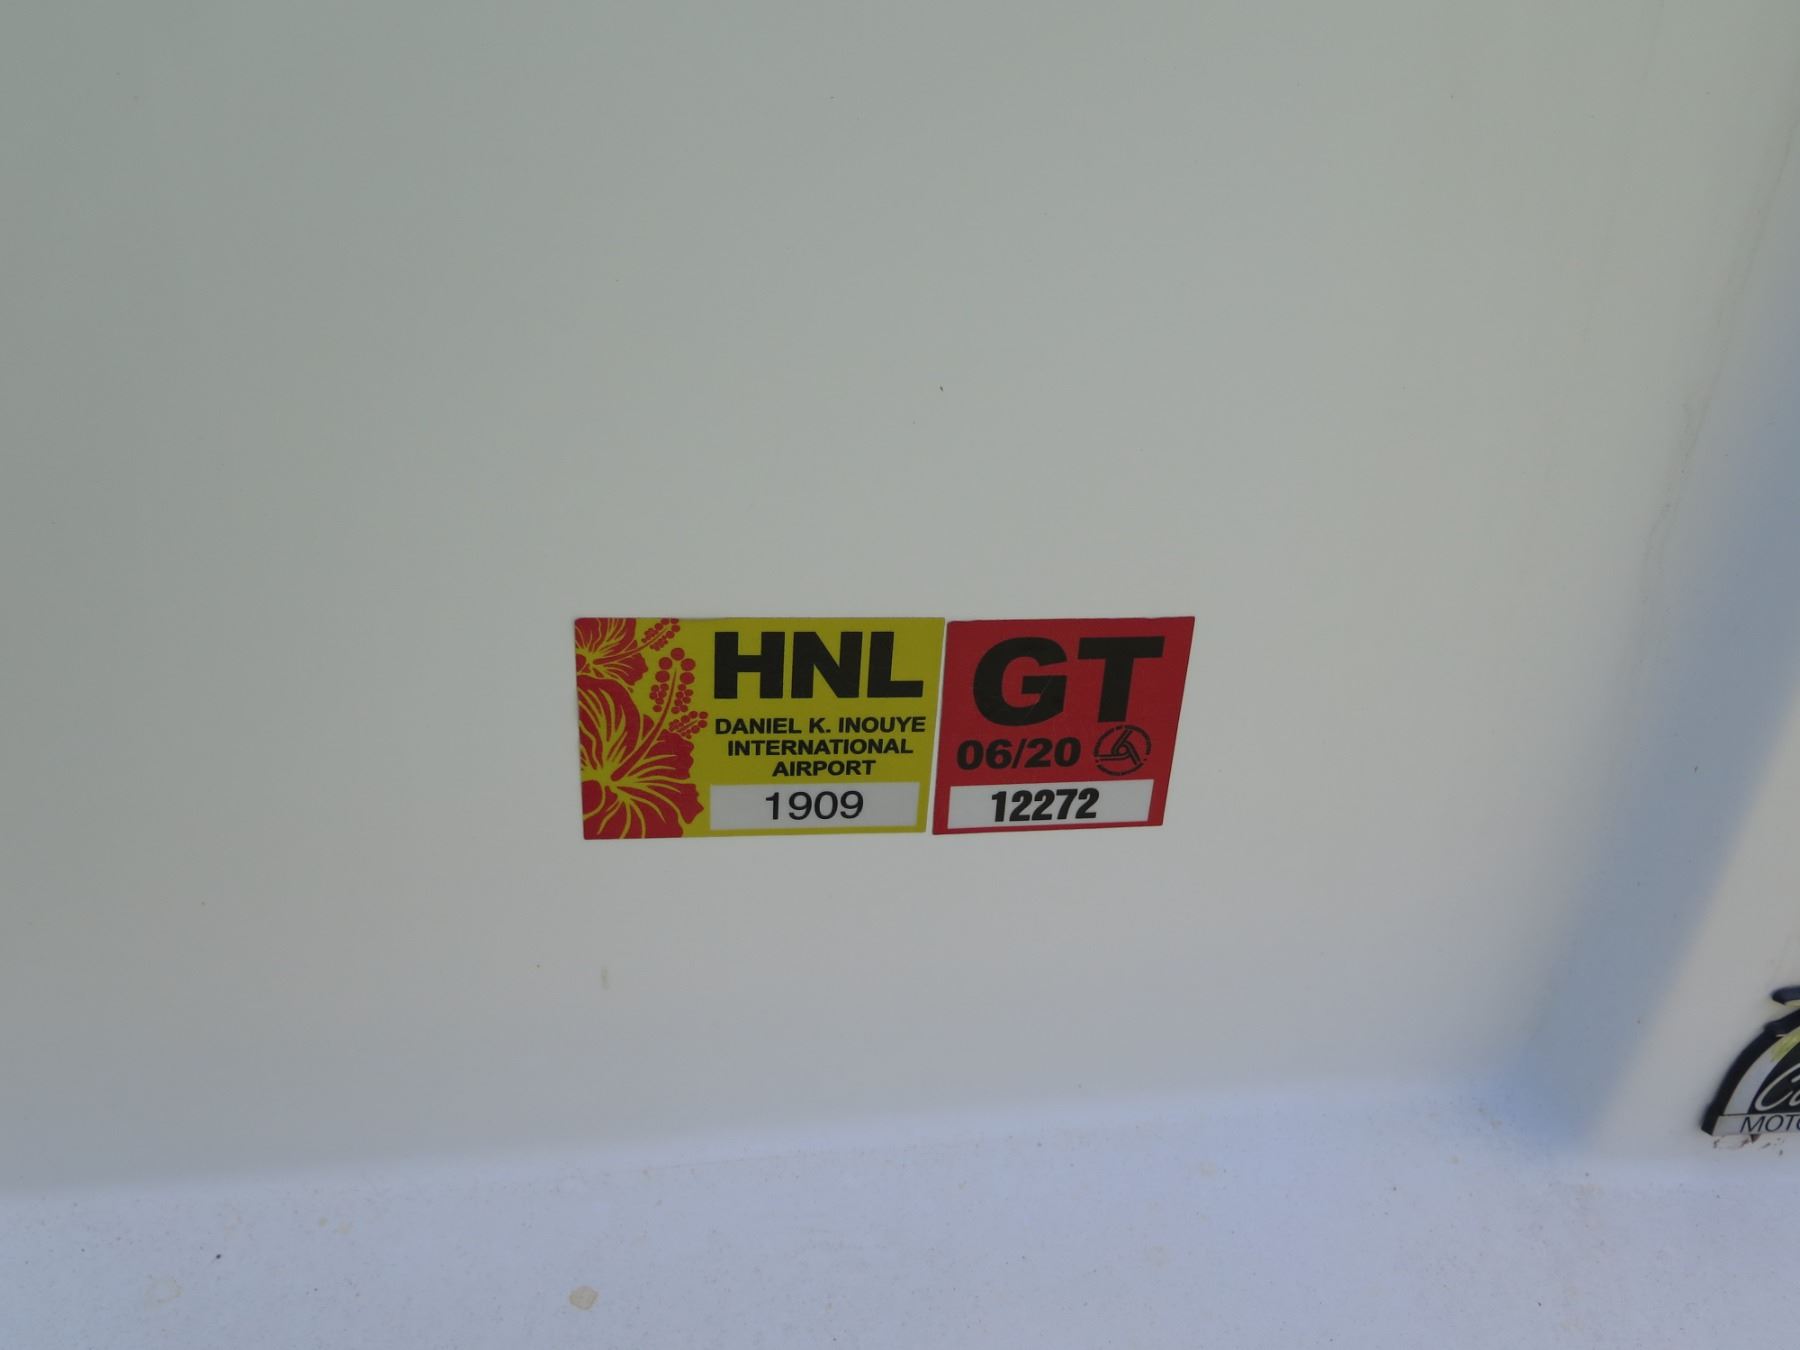 HNL
DANIEL K. INOUYE
INTERNATIONAL
AIRPORT
1909
GT
06/20
12272